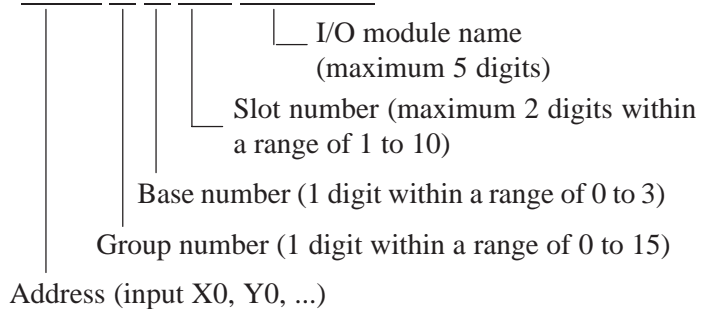 I/O module name
(maximum 5 digits)
Slot number (maximum 2 digits within
a range of 1 to 10)
Base number (1 digit within a range of 0 to 3)
Group number (1 digit within a range of 0 to 15)
Address (input X0, Y0, ...)